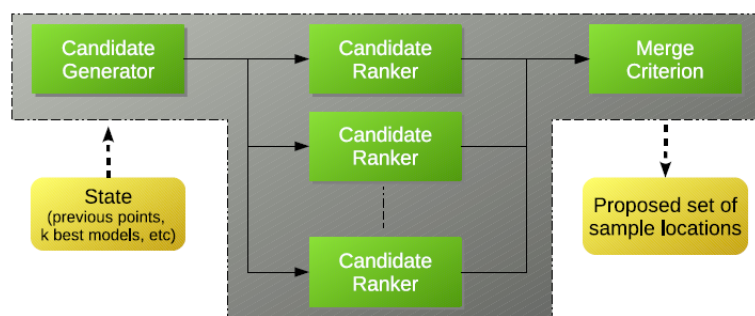 Candidate
Generator
Candidate
Ranker
Merge
Criterion
Candidate
Ranker
State
(previous points,
k best models, etc)
Proposed set of
sample locations
Candidate
Ranker